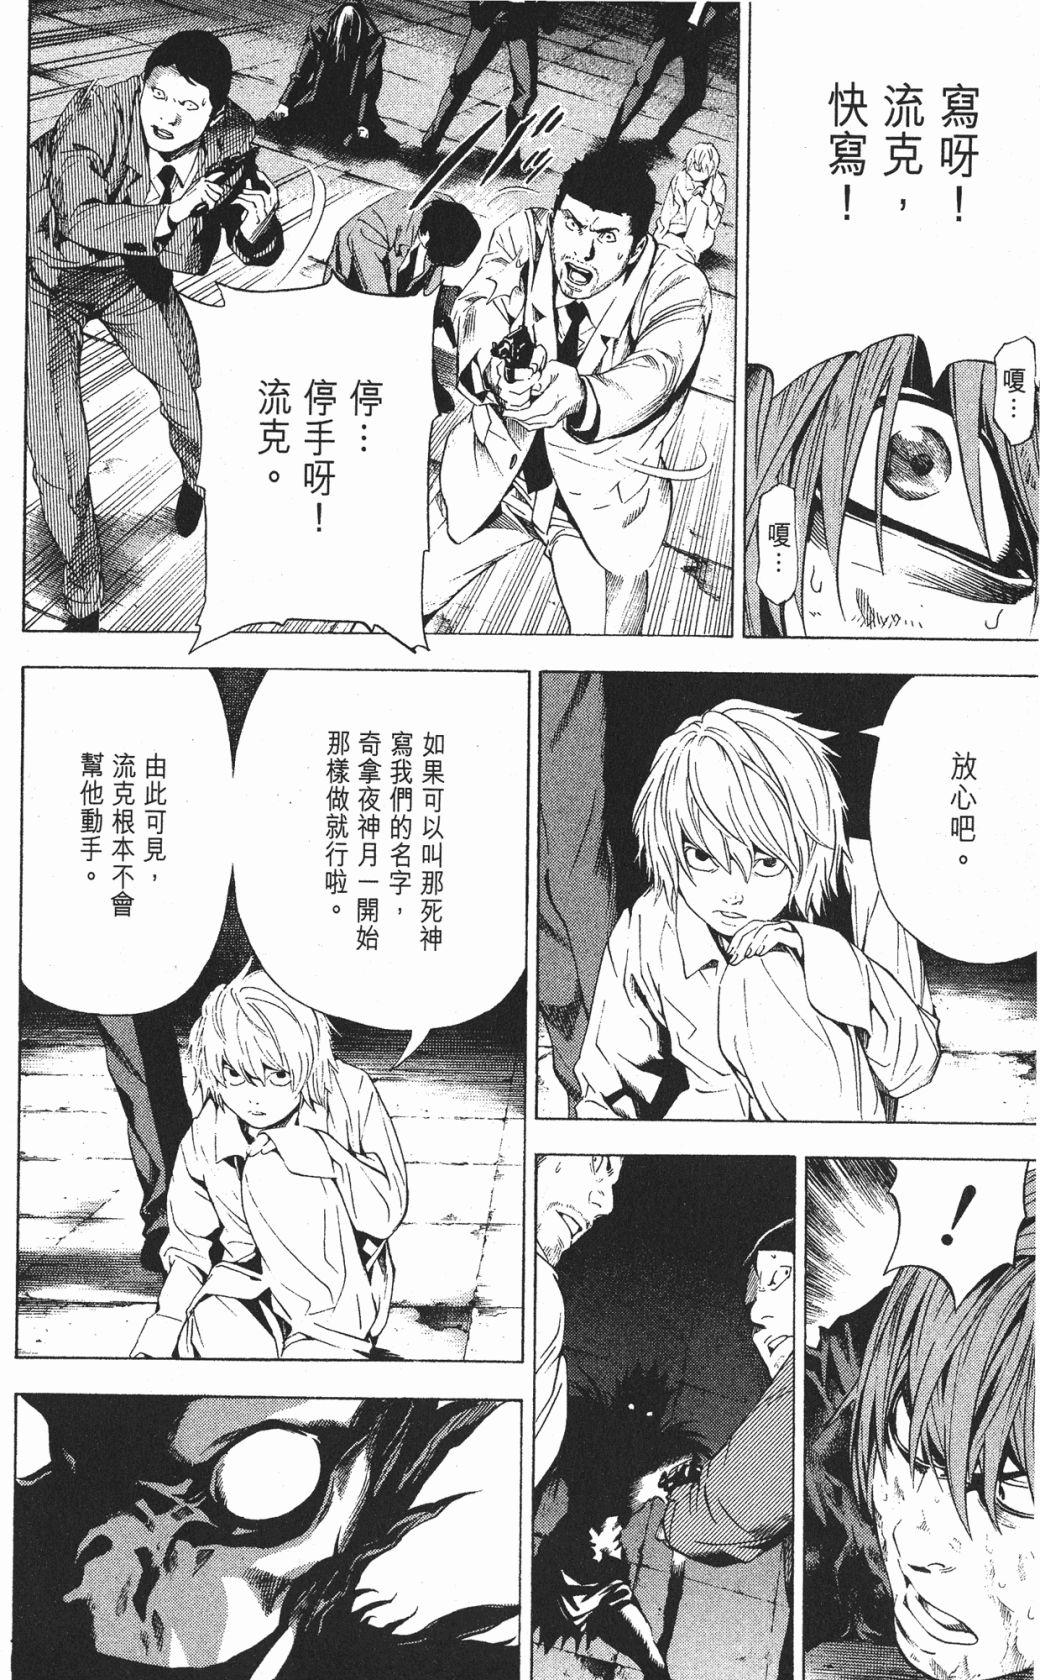 寫呀！
流克，
快寫！
嗄…
嗄…
停…
停手呀！
流克。
放心吧。
如果可以叫那死神
寫我們的名字，
奇拿夜神月一開始
那樣做就行啦。
由此可見，
流克根本不會
幫他動手。
！